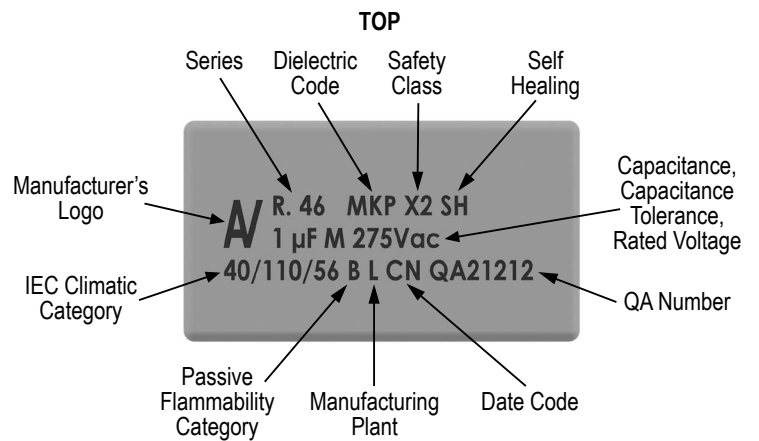 TOP
Series
Dielectric
Code
Safety
Class
Self
Healing
Manufacturer's
Logo
R. 46 MKP X2 SH
1 µF M 275Vac
40/110/56 B L CN QA21212
Capacitance,
Capacitance
Tolerance,
Rated Voltage
IEC Climatic
Category
QA Number
Passive
Flammability
Category
Manufacturing
Plant
Date Code